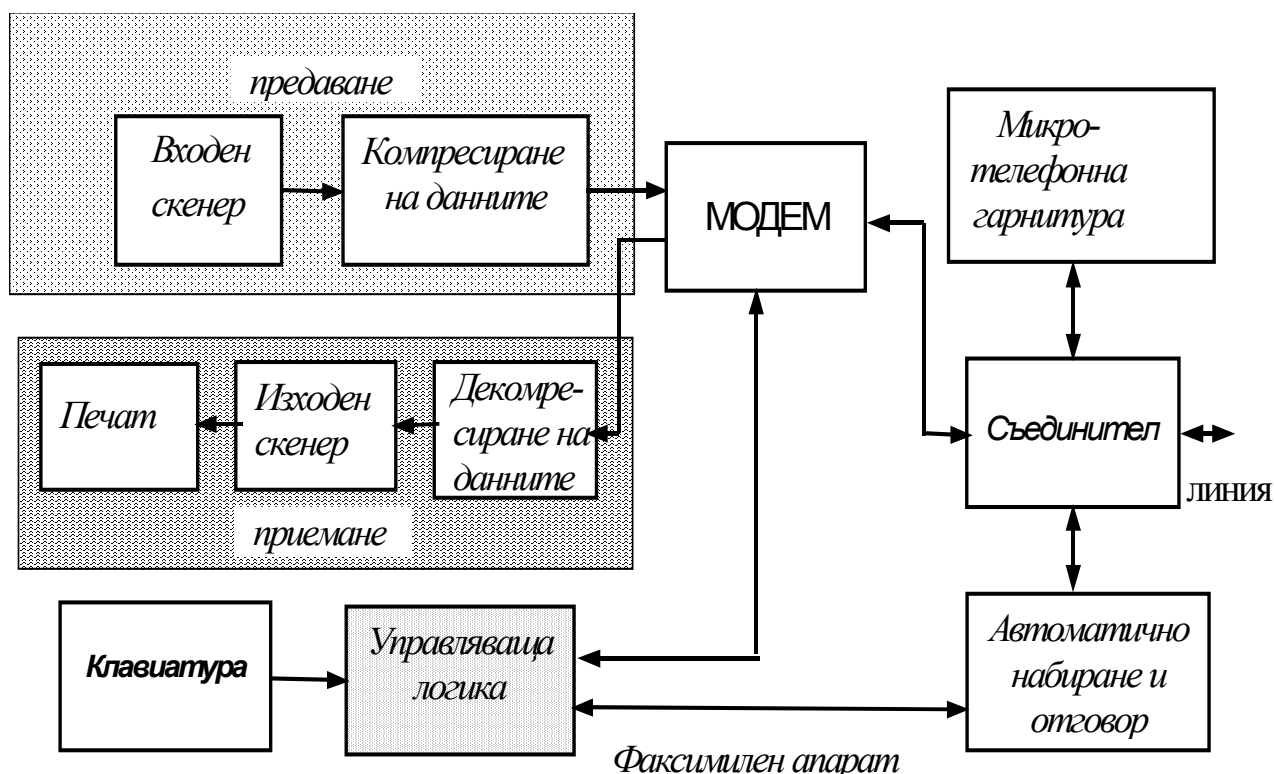 предаване
Входен
скенер
Компресиране
на данните
МОДЕМ
Микро-
телефонна
гарнитура
Печат
Изходен
скенер
Декомре-
сиране на
данните
приемане
Съединител
линия
Клавиатура
Управляваща
логика
Автоматично
набиране и
отговор
Факсимилен апарат